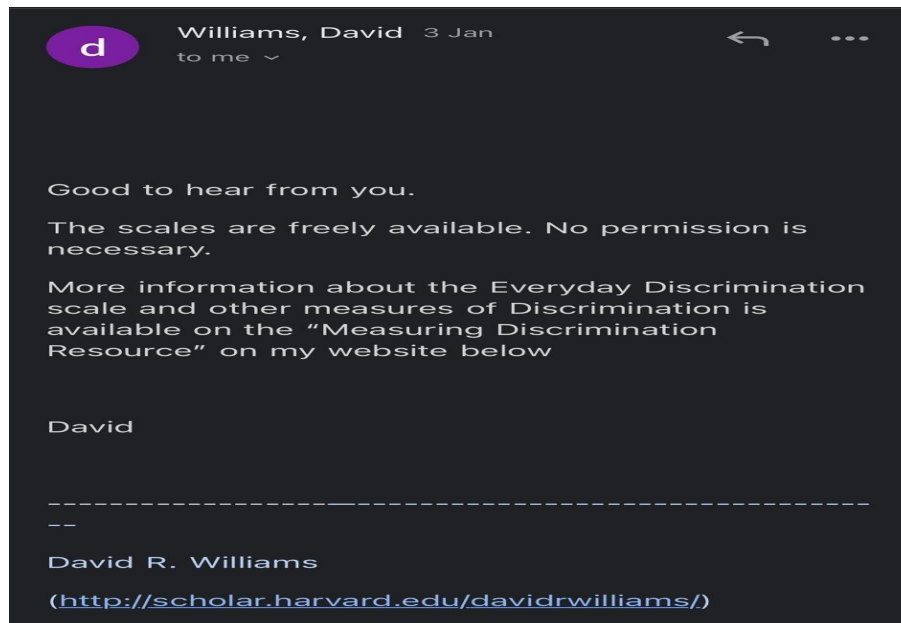 d
Williams, David 3 Jan
to me
Good to hear from you.
The scales are freely available. No permission is
necessary.
More information about the Everyday Discrimination
scale and other measures of Discrimination is
available on the “Measuring Discrimination
Resource” on my website below
David
-----------------------------------------------------
--
David R. Williams
(http://scholar.harvard.edu/davidrwilliams/)